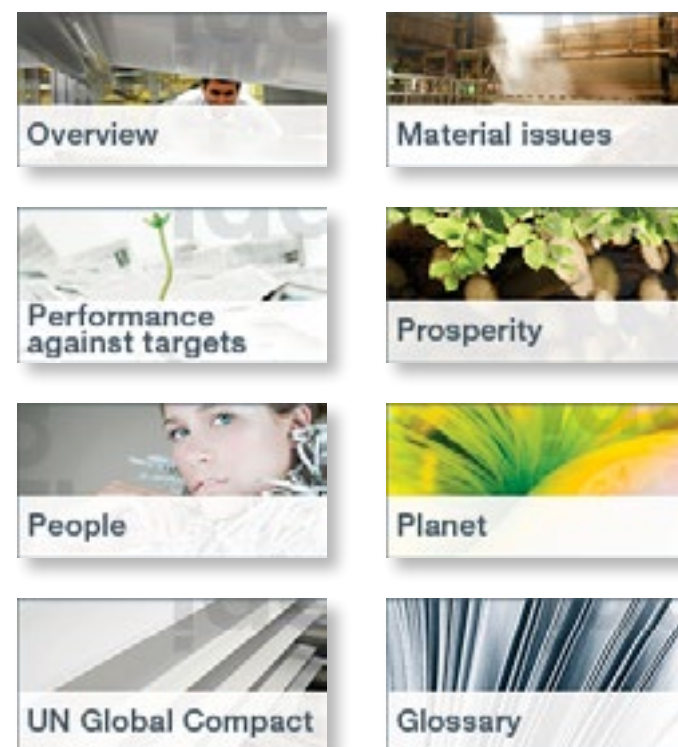 Overview
Material issues
Performance
against targets
Prosperity
People
Planet
UN Global Compact
Glossary